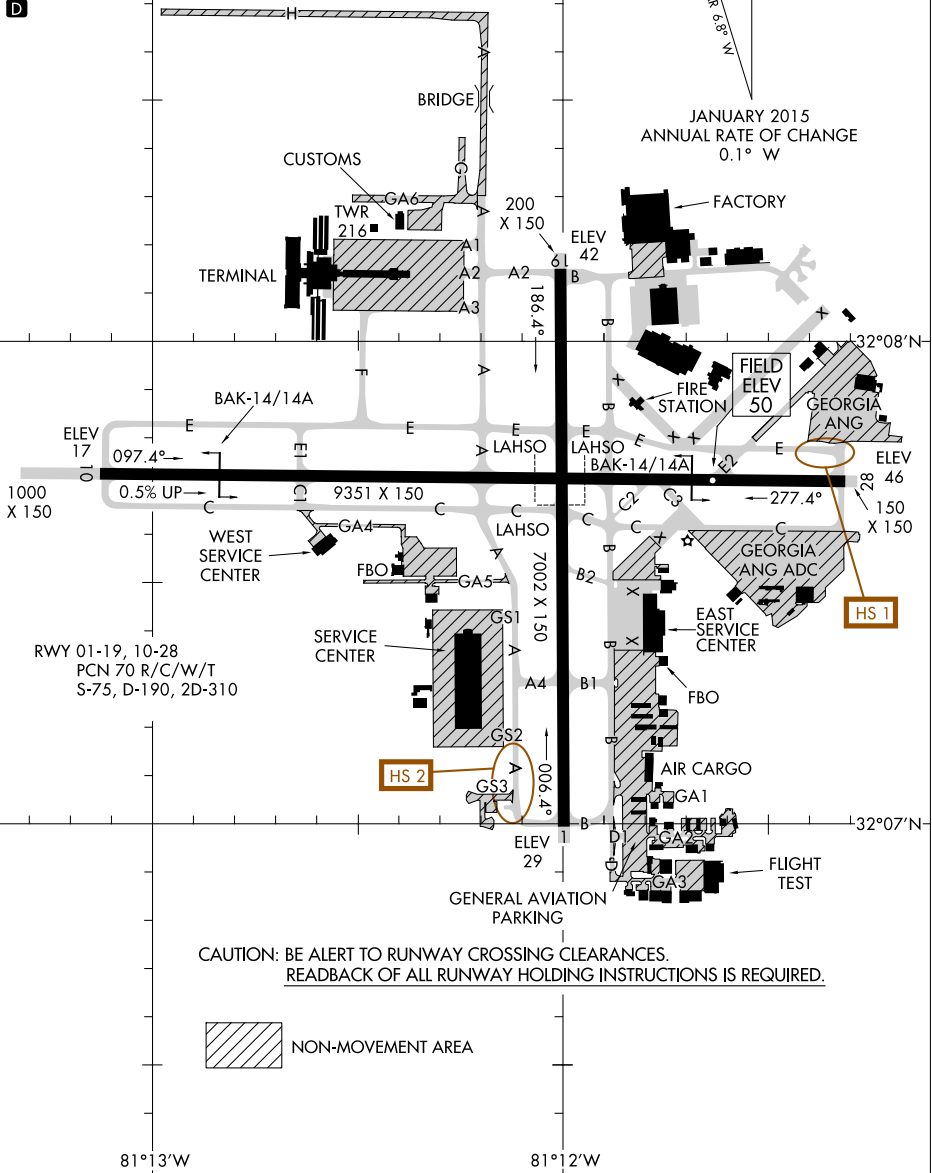 D
H
R 6.8° W
A
BRIDGE
JANUARY 2015
ANNUAL RATE OF CHANGE
0.1° W
CUSTOMS
G
GA6
FACTORY
TWR
216
A
200
X 150
ELEV
42
A1
TERMINAL
A2
A2
19
B
A3
186.4°
B
X
32°08'N
F
A
X
FIRE
STATION
FIELD
ELEV
50
GEORGIA
ANG
BAK-14/14A
B
E
E
E
E
E
X
X
E
ELEV
17
10
097.4°
E1
A
LAHSO
LAHSO
BAK-14/14A
E2
ELEV
46
28
1000
X 150
0.5% UP
C1
9351 X 150
C2
C3
277.4°
150
X 150
C
C
C
C
C
GA4
LAHSO
WEST
SERVICE
CENTER
A
B
X
GEORGIA
ANG ADC
FBO
GA5
B2
HS 1
7002 X 150
X
GS1
EAST
SERVICE
CENTER
SERVICE
CENTER
A
B
X
RWY 01-19, 10-28
PCN 70 R/C/W/T
S-75, D-190, 2D-310
A4
B1
FBO
GS2
B
HS 2
A
006.4°
AIR CARGO
GS3
GA1
32°07'N
B
1
ELEV
29
D1
GA2
D
GA3
FLIGHT
TEST
GENERAL AVIATION
PARKING
CAUTION: BE ALERT TO RUNWAY CROSSING CLEARANCES.
READBACK OF ALL RUNWAY HOLDING INSTRUCTIONS IS REQUIRED.
NON-MOVEMENT AREA
81°13'W
81°12'W